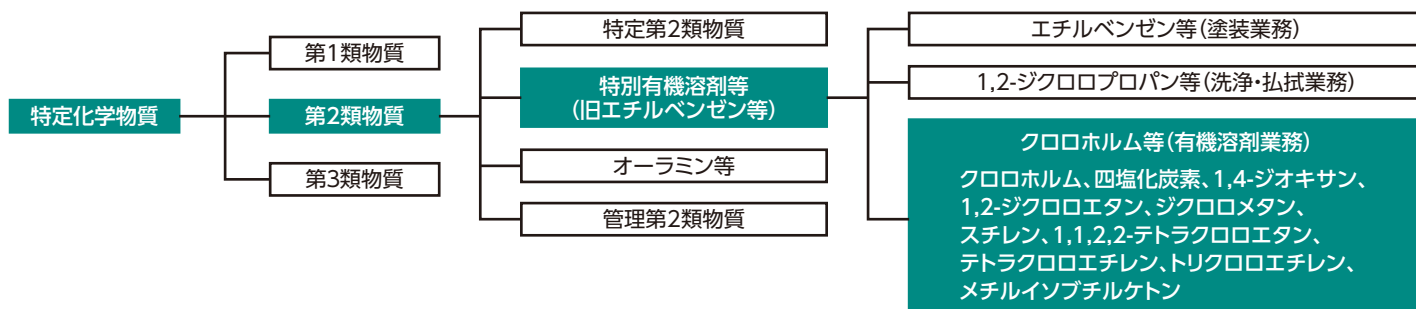 特定化学物質
第1類物質
第2類物質
第3類物質
特定第2類物質
特別有機溶剤等
(旧エチルベンゼン等)
オーラミン等
管理第2類物質
エチルベンゼン等(塗装業務)
1,2-ジクロロプロパン等(洗浄・払拭業務)
クロロホルム等(有機溶剤業務)
クロロホルム、四塩化炭素、1,4-ジオキサン、
1,2-ジクロロエタン、ジクロロメタン、
スチレン、1,1,2,2-テトラクロロエタン、
テトラクロロエチレン、トリクロロエチレン、
メチルイソブチルケトン